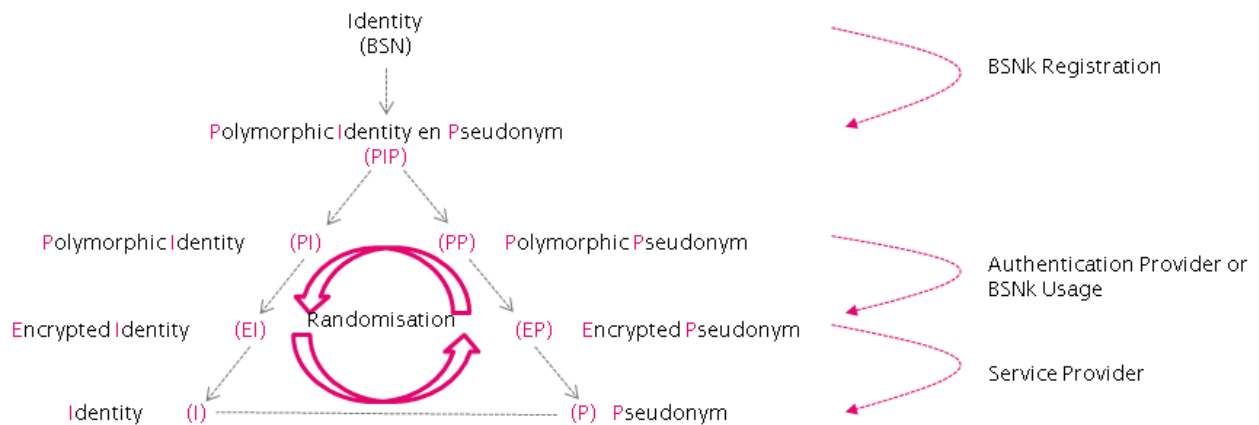 Identity
(BSN)
BSNk Registration
Polymorphic Identity en Pseudonym
(PIP)
Polymorphic Identity (PI) (PP) Polymorphic Pseudonym
Authentication Provider or
BSNk Usage
Randomisation
Encrypted Identity (EI) (EP) Encrypted Pseudonym
Service Provider
Identity (I) (P) Pseudonym